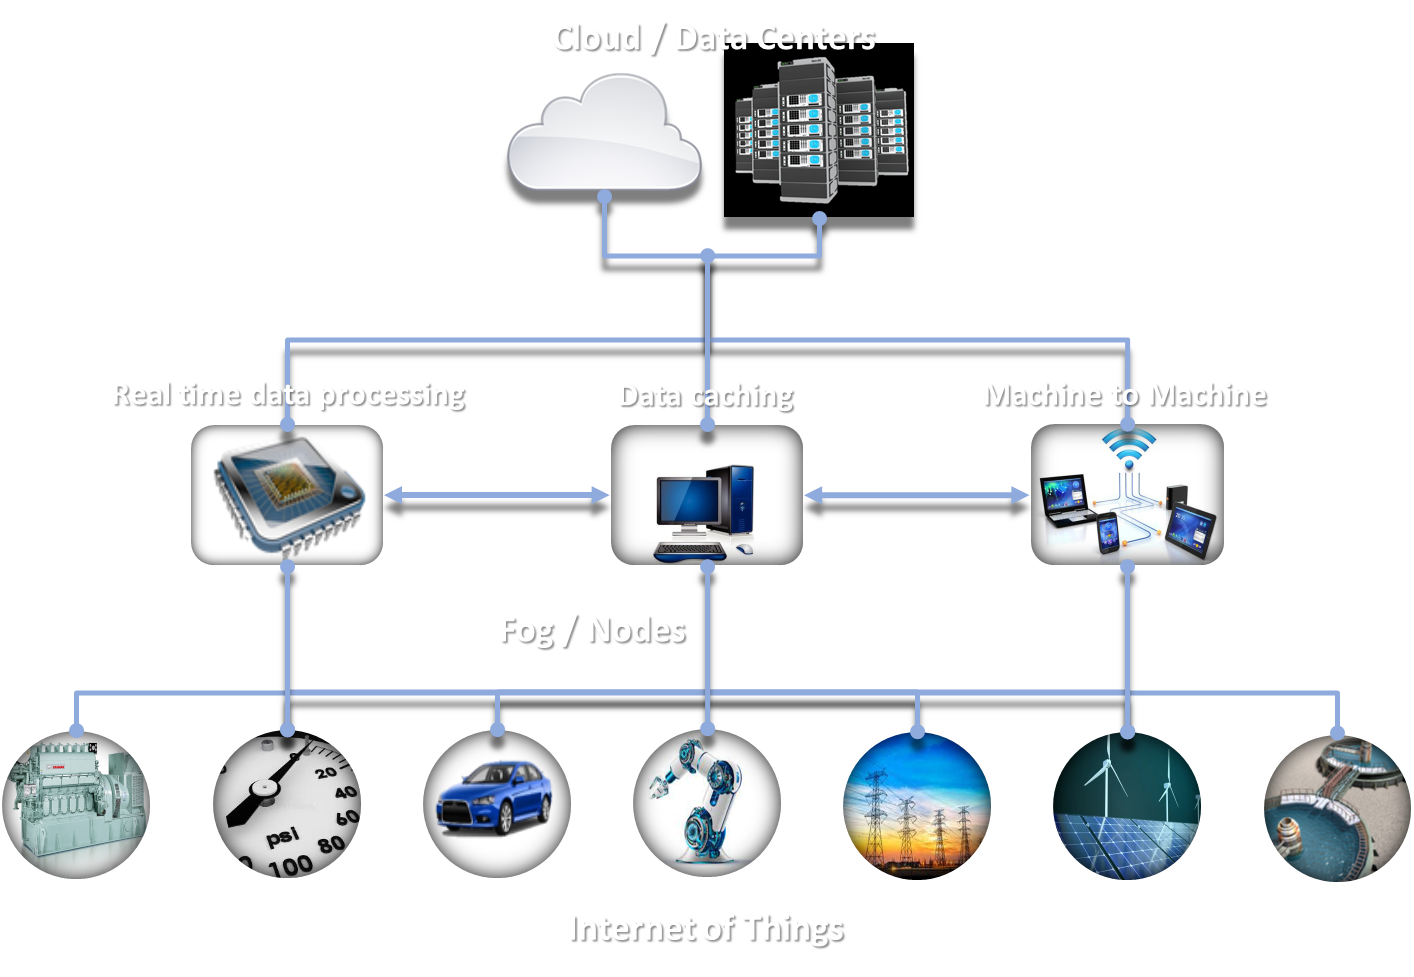 Cloud / Data Centers
Real time data processing
Data caching
Machine to Machine
Fog / Nodes
20
40
60
80
100
psi
Internet of Things